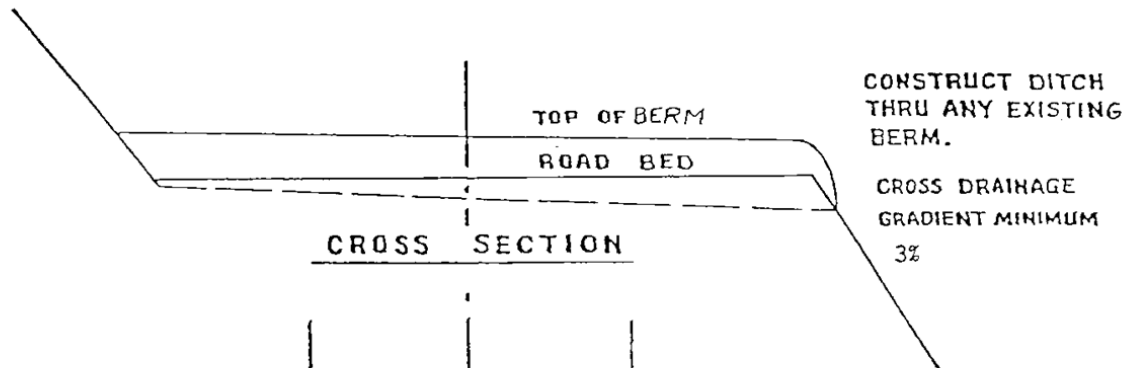 TOP OF BERM
ROAD BED
CROSS SECTION
CONSTRUCT DITCH
THRU ANY EXISTING
BERM.
CROSS DRAINAGE
GRADIENT MINIMUM
3%